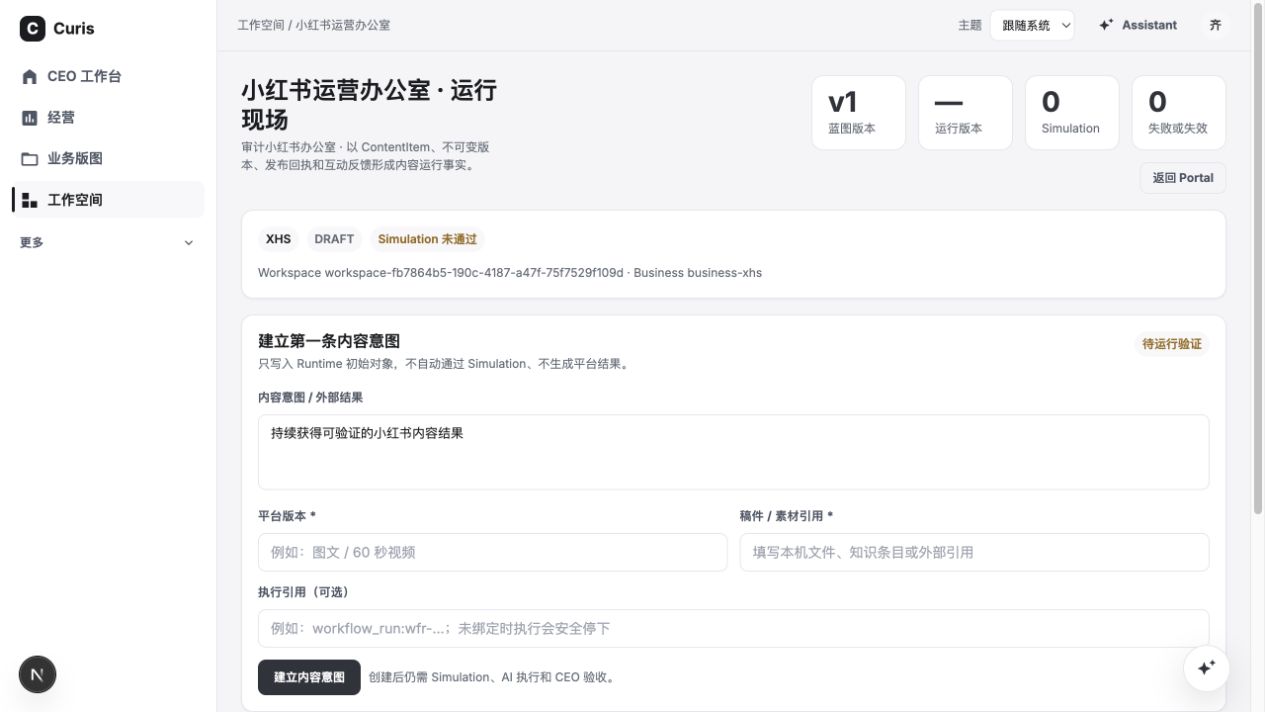 C Curis
CEO 工作台
经营
业务版图
工作空间
更多
工作空间 / 小红书运营办公室
主题
跟随系统
Assistant
齐
小红书运营办公室 · 运行
现场
审计小红书办公室 · 以 ContentItem、不可变版
本、发布回执和互动反馈形成内容运行事实。
v1
蓝图版本
—
运行版本
0
Simulation
0
失败或失效
返回 Portal
XHS DRAFT Simulation 未通过
Workspace workspace-fb7864b5-190c-4187-a47f-75f7529f109d · Business business-xhs
建立第一条内容意图
待运行验证
只写入 Runtime 初始对象，不自动通过 Simulation、不生成平台结果。
内容意图 / 外部结果
持续获得可验证的小红书内容结果
平台版本 *
稿件 / 素材引用 *
例如：图文 / 60 秒视频
填写本机文件、知识条目或外部引用
执行引用（可选）
例如：workflow_run:wfr-...；未绑定时执行会安全停下
建立内容意图
创建后仍需 Simulation、AI 执行和 CEO 验收。
N